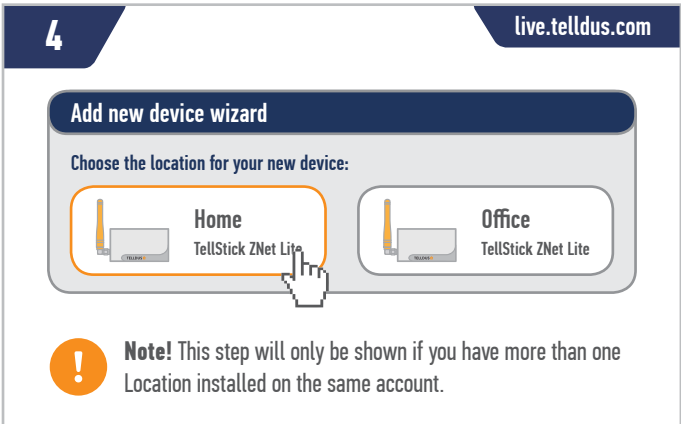 4
live.telldus.com
Add new device wizard
Choose the location for your new device:
Home
TellStick ZNet Lite
TELLDUS
Office
TellStick ZNet Lite
TELLDUS
Note! This step will only be shown if you have more than one
Location installed on the same account.